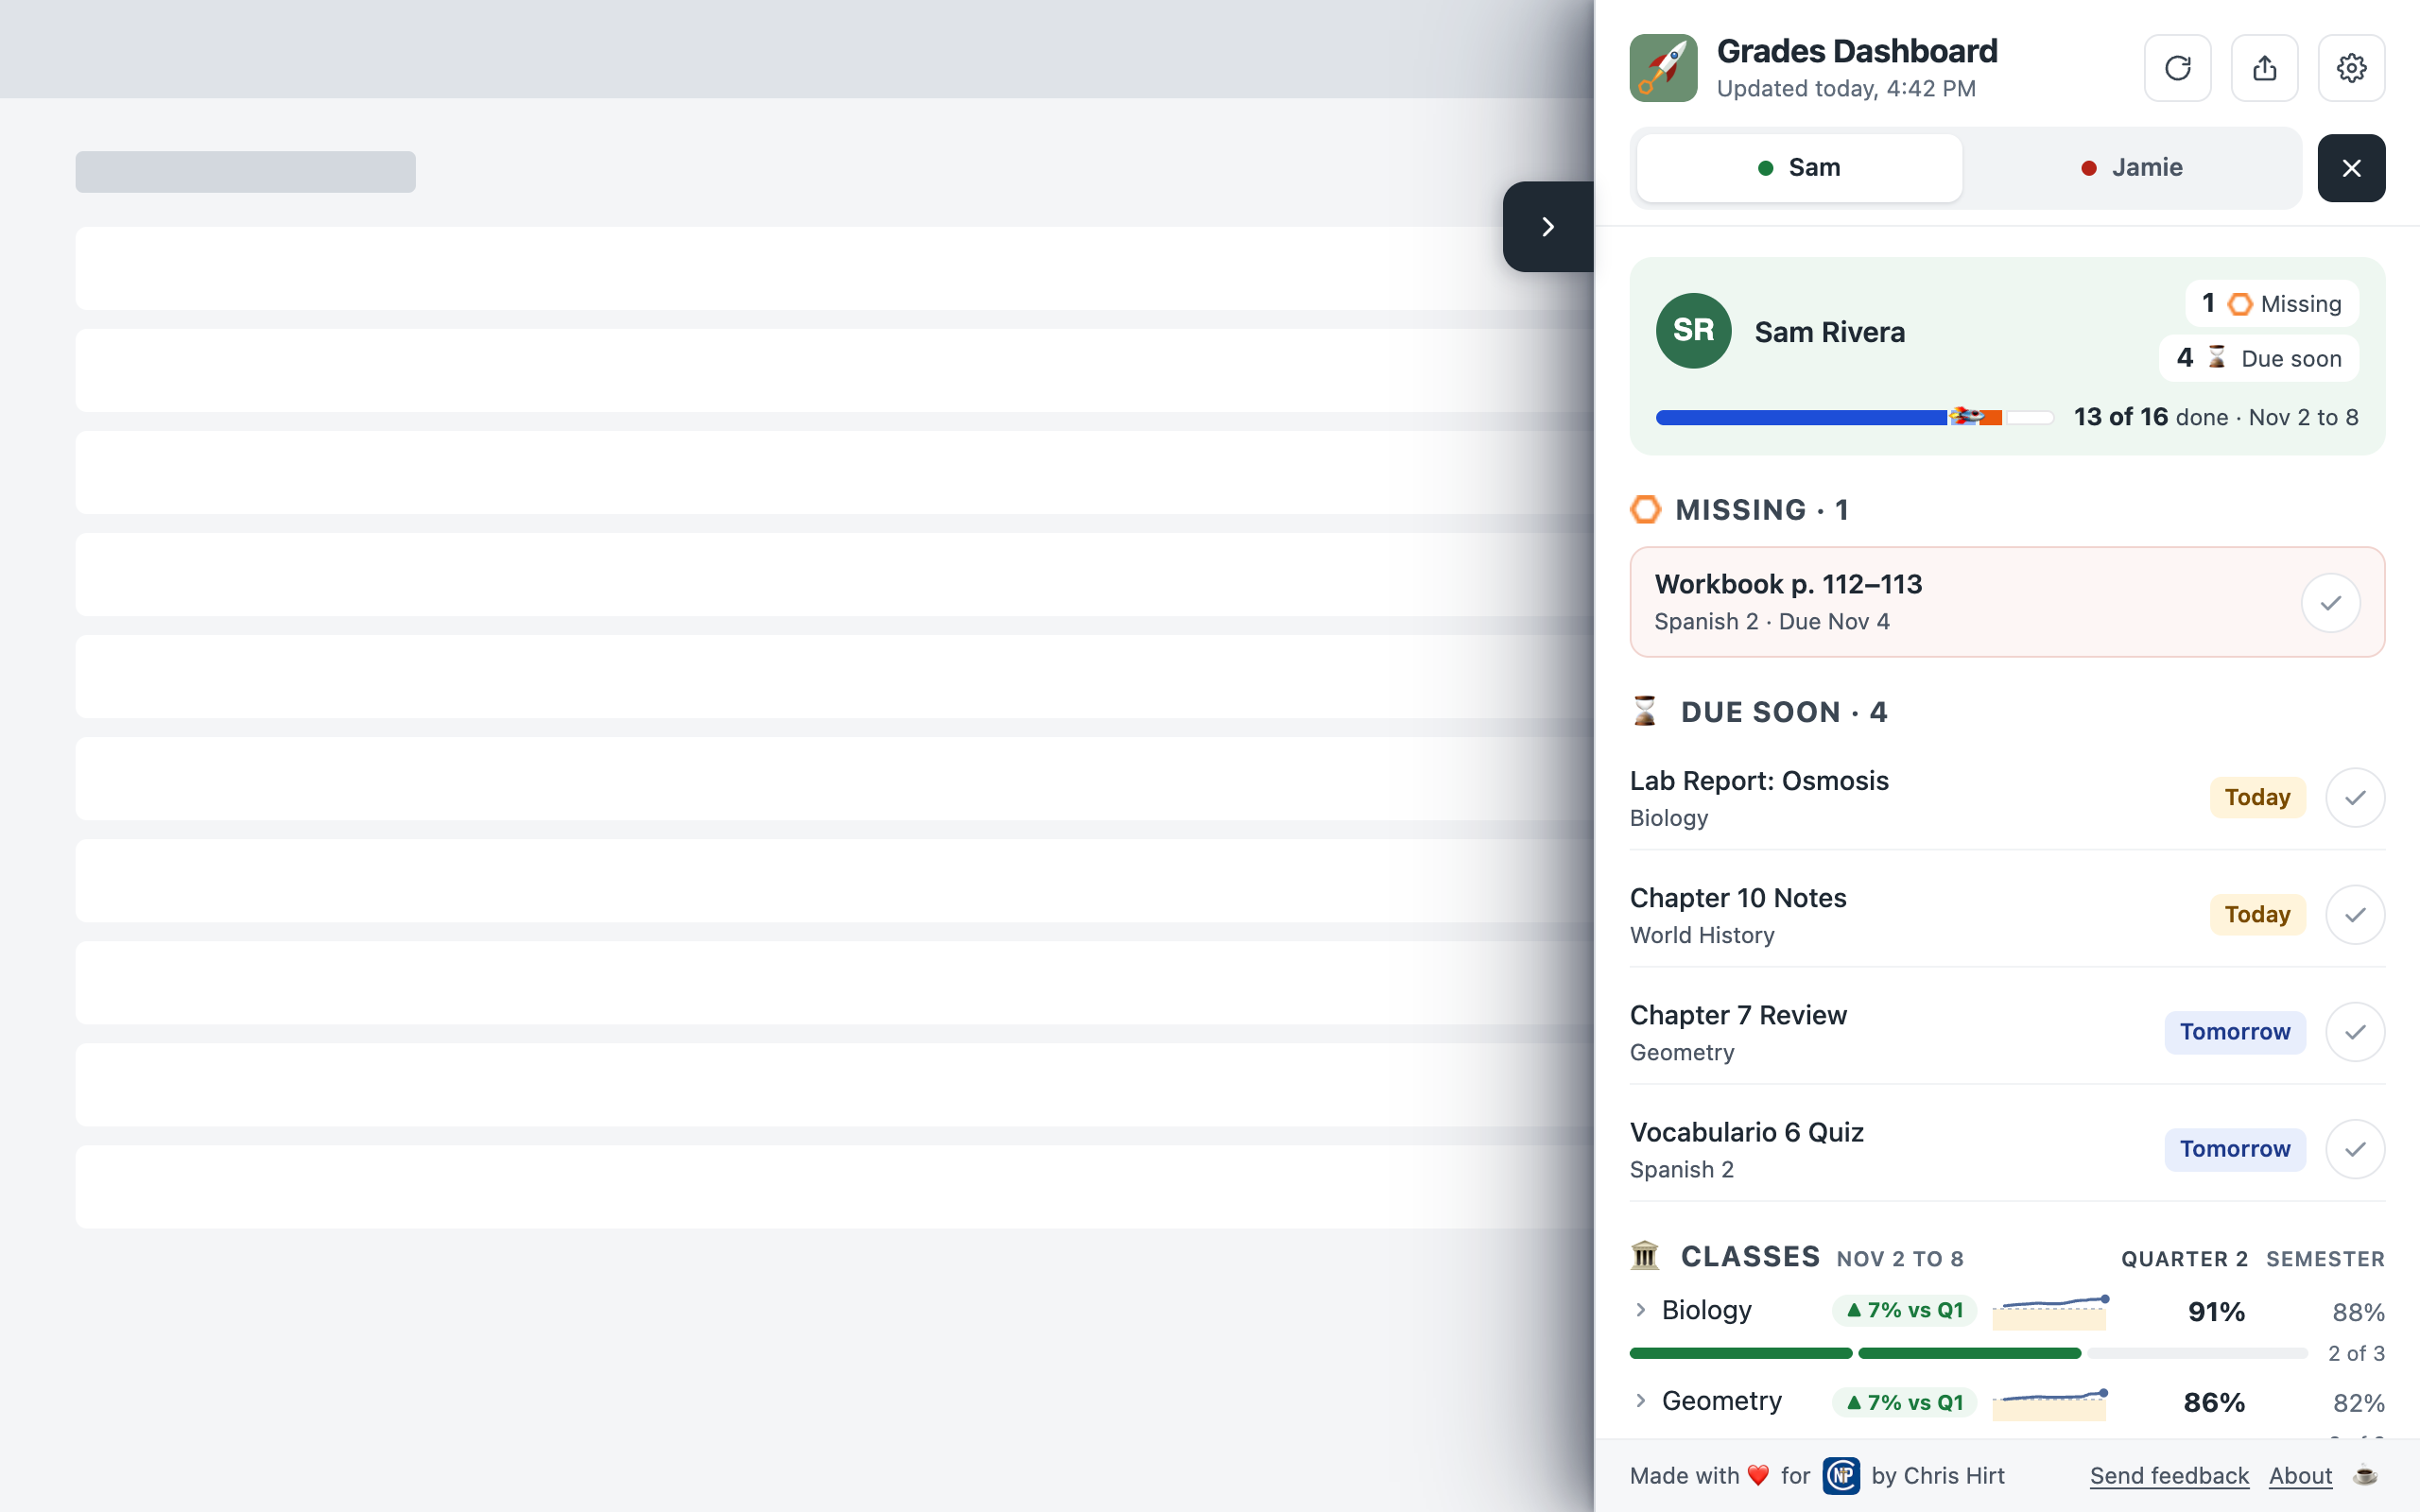 Grades Dashboard
Updated today, 4:42 PM
Sam
Jamie
SR
Sam Rivera
1 Missing
4 Due soon
13 of 16 done · Nov 2 to 8
MISSING · 1
Workbook p. 112–113
Spanish 2 · Due Nov 4
DUE SOON · 4
Lab Report: Osmosis
Biology
Today
Chapter 10 Notes
World History
Today
Chapter 7 Review
Geometry
Tomorrow
Vocabulario 6 Quiz
Spanish 2
Tomorrow
CLASSES NOV 2 TO 8 QUARTER 2 SEMESTER
Biology ▲ 7% vs Q1 91% 88%
2 of 3
Geometry ▲ 7% vs Q1 86% 82%
Made with ❤️ for MP by Chris Hirt Send feedback About